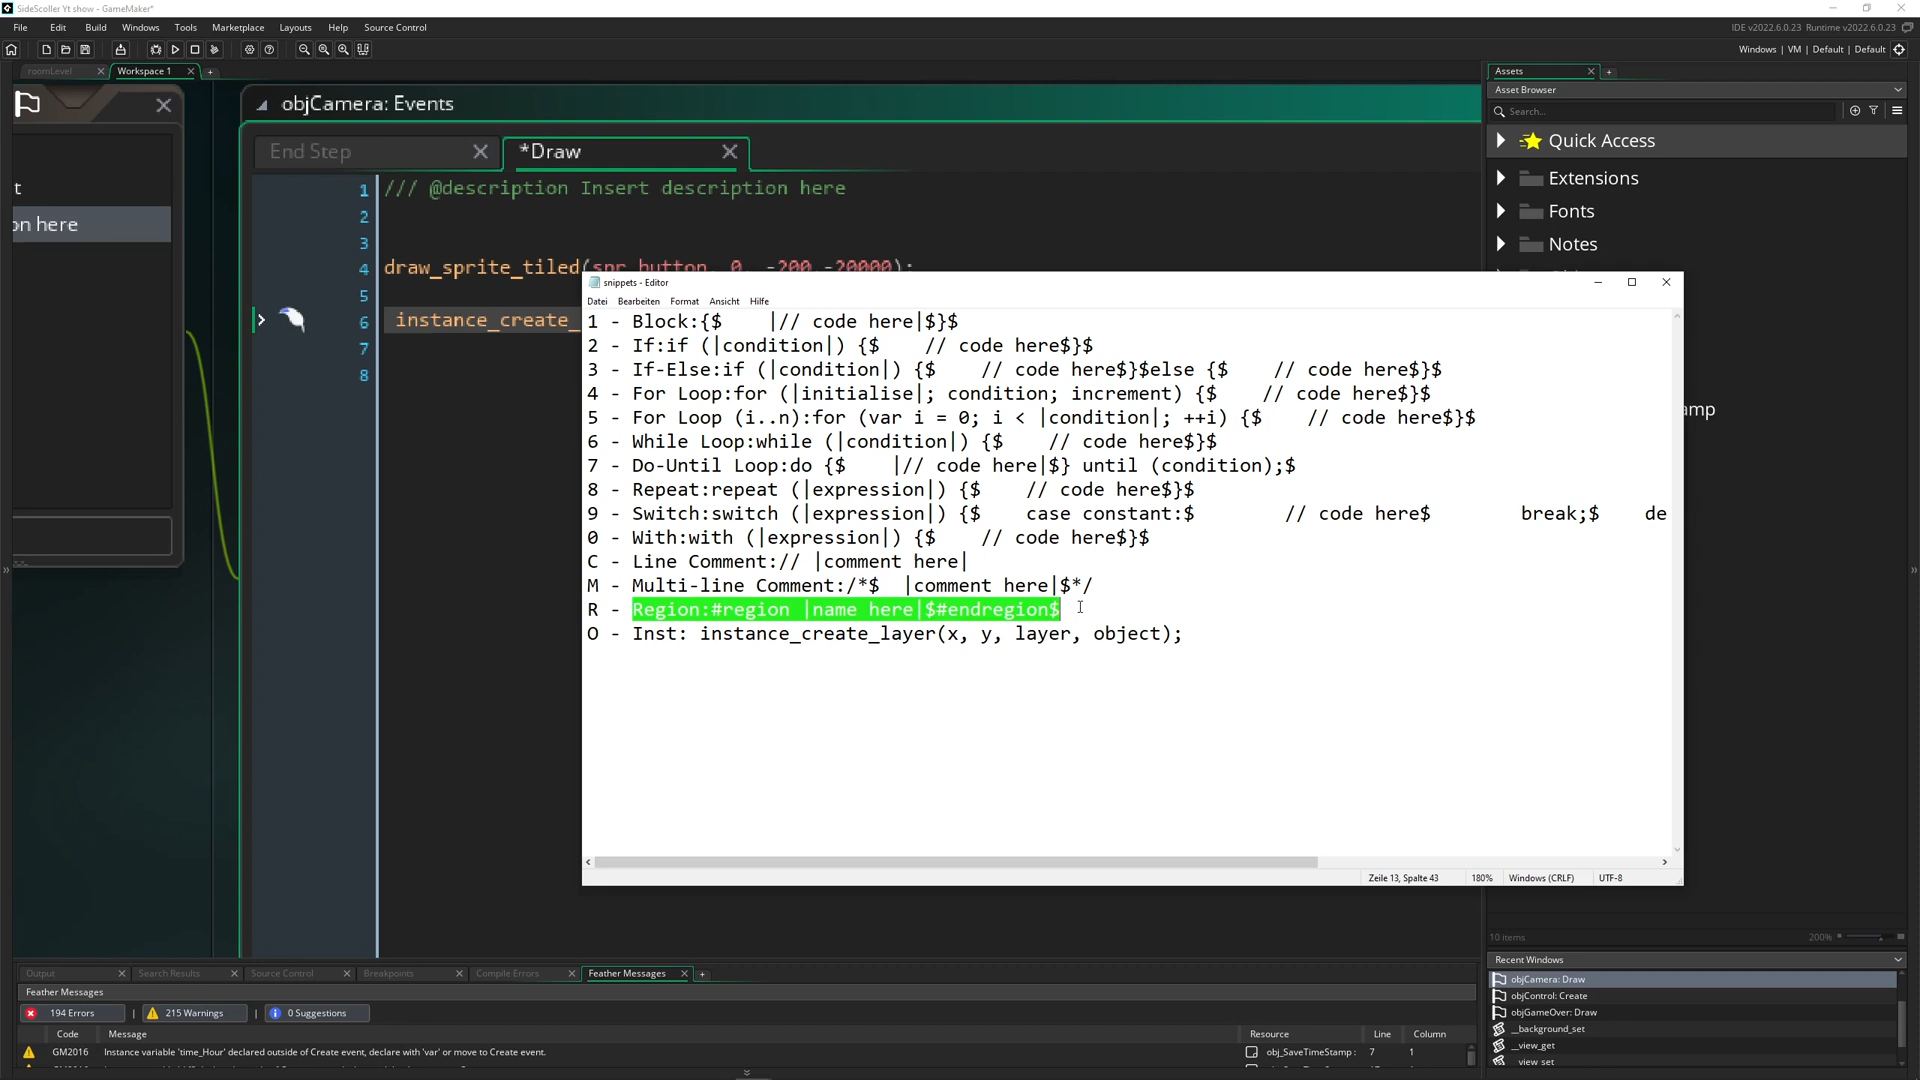 SideScoller Yt show - GameMaker*
File Edit Build Windows Tools Marketplace Help Layouts Source Control
IDE v2022.6.0.23 Runtime v2022.6.0.23
Windows | VM | Default | Default
roomLevel
Workspace 1
objCamera: Events
End Step
*Draw
t
on here
1 /// @description Insert description here
2
3
4 draw_sprite_tiled(spr_button, 0, -200,-20000);
5
6 instance_create_
7
8
snippets - Editor
Datei Bearbeiten Format Ansicht Hilfe
1 - Block:{$    |// code here|$}$
2 - If:if (|condition|) {$    // code here$}$
3 - If-Else:if (|condition|) {$    // code here$}$else {$    // code here$}$
4 - For Loop:for (|initialise|; condition; increment) {$    // code here$}$
5 - For Loop (i..n):for (var i = 0; i < |condition|; ++i) {$    // code here$}$
6 - While Loop:while (|condition|) {$    // code here$}$
7 - Do-Until Loop:do {$    |// code here|$} until (condition);$
8 - Repeat:repeat (|expression|) {$    // code here$}$
9 - Switch:switch (|expression|) {$    case constant:$        // code here$        break;$    de
0 - With:with (|expression|) {$    // code here$}$
C - Line Comment:// |comment here|
M - Multi-line Comment:/*$  |comment here|$*/
R - Region:#region |name here|$#endregion$
O - Inst: instance_create_layer(x, y, layer, object);
Zeile 13, Spalte 43 180% Windows (CRLF) UTF-8
Assets
Asset Browser
Search...
Quick Access
Extensions
Fonts
Notes
amp
10 items 200%
Recent Windows
objCamera: Draw
objControl: Create
objGameOver: Draw
__background_set
__view_get
__view_set
Output Search Results Source Control Breakpoints Compile Errors Feather Messages
Feather Messages
194 Errors | 215 Warnings | 0 Suggestions
Code Message Resource Line Column
GM2016 Instance variable 'time_Hour' declared outside of Create event, declare with 'var' or move to Create event. obj_SaveTimeStamp: 7 1